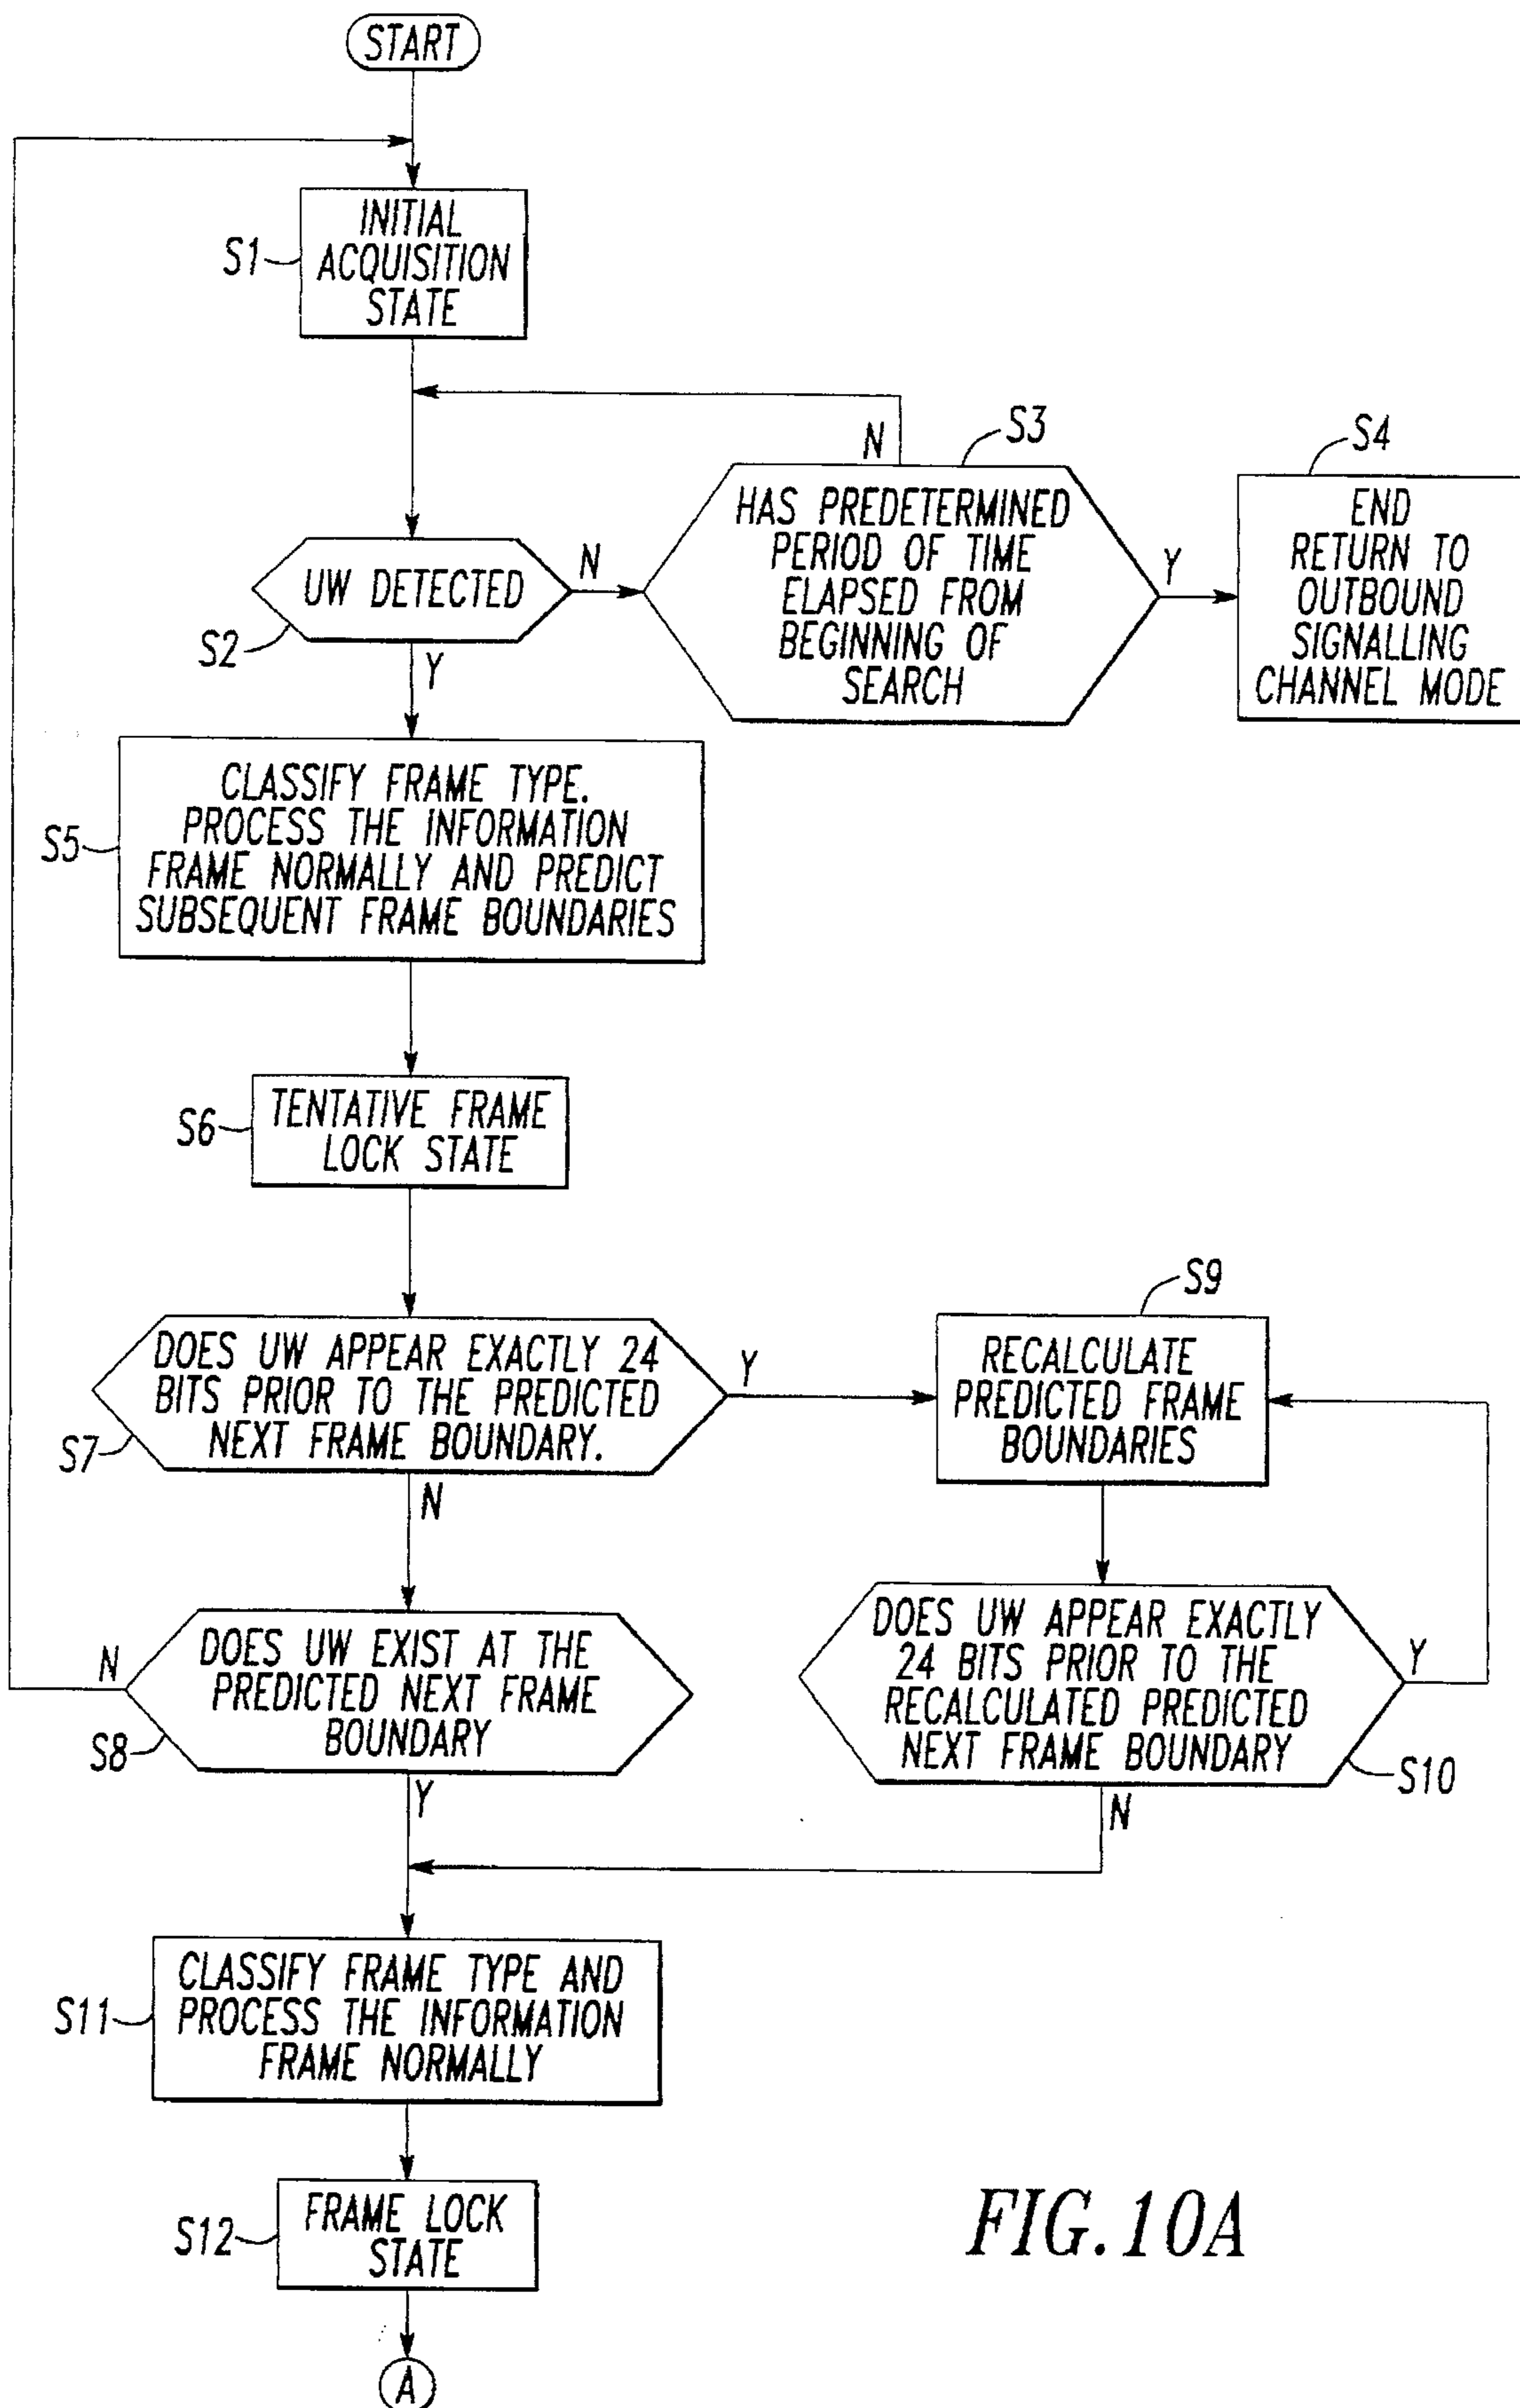 START
S1
INITIAL
ACQUISITION
STATE
N
S3
S4
S2
UW DETECTED
N
HAS PREDETERMINED
PERIOD OF TIME
ELAPSED FROM
BEGINNING OF
SEARCH
Y
END
RETURN TO
OUTBOUND
SIGNALLING
CHANNEL MODE
Y
S5
CLASSIFY FRAME TYPE.
PROCESS THE INFORMATION
FRAME NORMALLY AND PREDICT
SUBSEQUENT FRAME BOUNDARIES
S6
TENTATIVE FRAME
LOCK STATE
S7
DOES UW APPEAR EXACTLY 24
BITS PRIOR TO THE PREDICTED
NEXT FRAME BOUNDARY.
Y
S9
RECALCULATE
PREDICTED FRAME
BOUNDARIES
N
N
S8
DOES UW EXIST AT THE
PREDICTED NEXT FRAME
BOUNDARY
DOES UW APPEAR EXACTLY
24 BITS PRIOR TO THE
RECALCULATED PREDICTED
NEXT FRAME BOUNDARY
Y
S10
Y
N
S11
CLASSIFY FRAME TYPE AND
PROCESS THE INFORMATION
FRAME NORMALLY
S12
FRAME LOCK
STATE
A
FIG. 10A